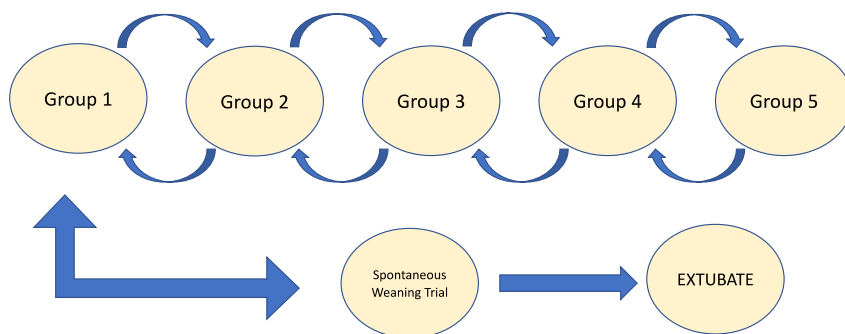 Group 1
Group 2
Group 3
Group 4
Group 5
Spontaneous
Weaning Trial
EXTUBATE